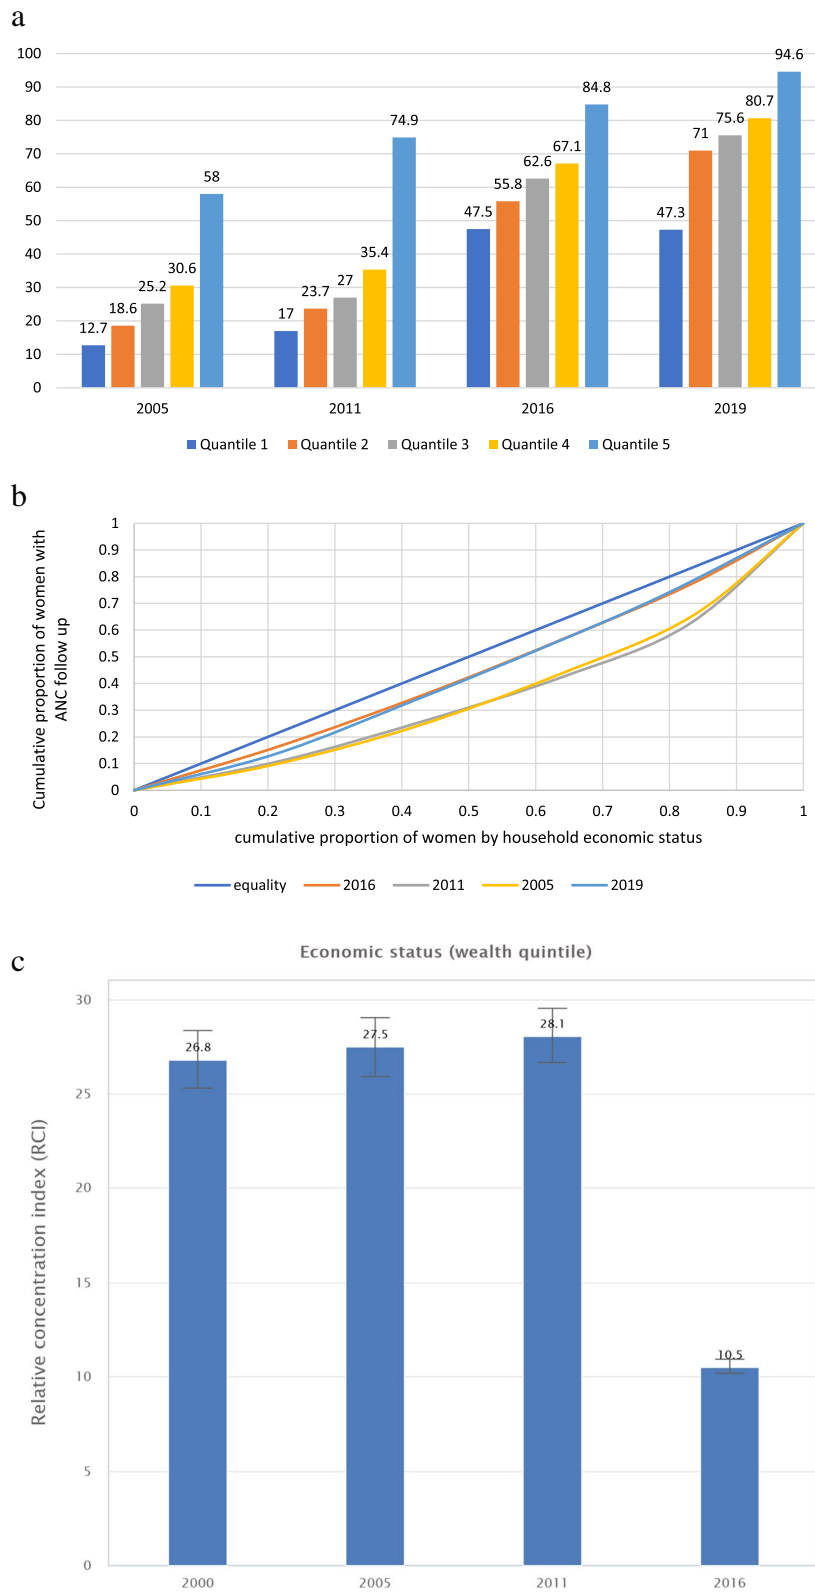 a
100
90
80
70
60
50
40
30
20
10
0
12.7 18.6 25.2 30.6 58
17 23.7 27 35.4 74.9
47.5 55.8 62.6 67.1 84.8
47.3 71 75.6 80.7 94.6
2005 2011 2016 2019
Quantile 1 Quantile 2 Quantile 3 Quantile 4 Quantile 5
b
Cumulative proportion of women with
ANC follow up
1
0.9
0.8
0.7
0.6
0.5
0.4
0.3
0.2
0.1
0
0 0.1 0.2 0.3 0.4 0.5 0.6 0.7 0.8 0.9 1
cumulative proportion of women by household economic status
equality 2016 2011 2005 2019
c
Economic status (wealth quintile)
Relative concentration index (RCI)
30
25
20
15
10
5
0
26.8 27.5 28.1 10.5
2000 2005 2011 2016